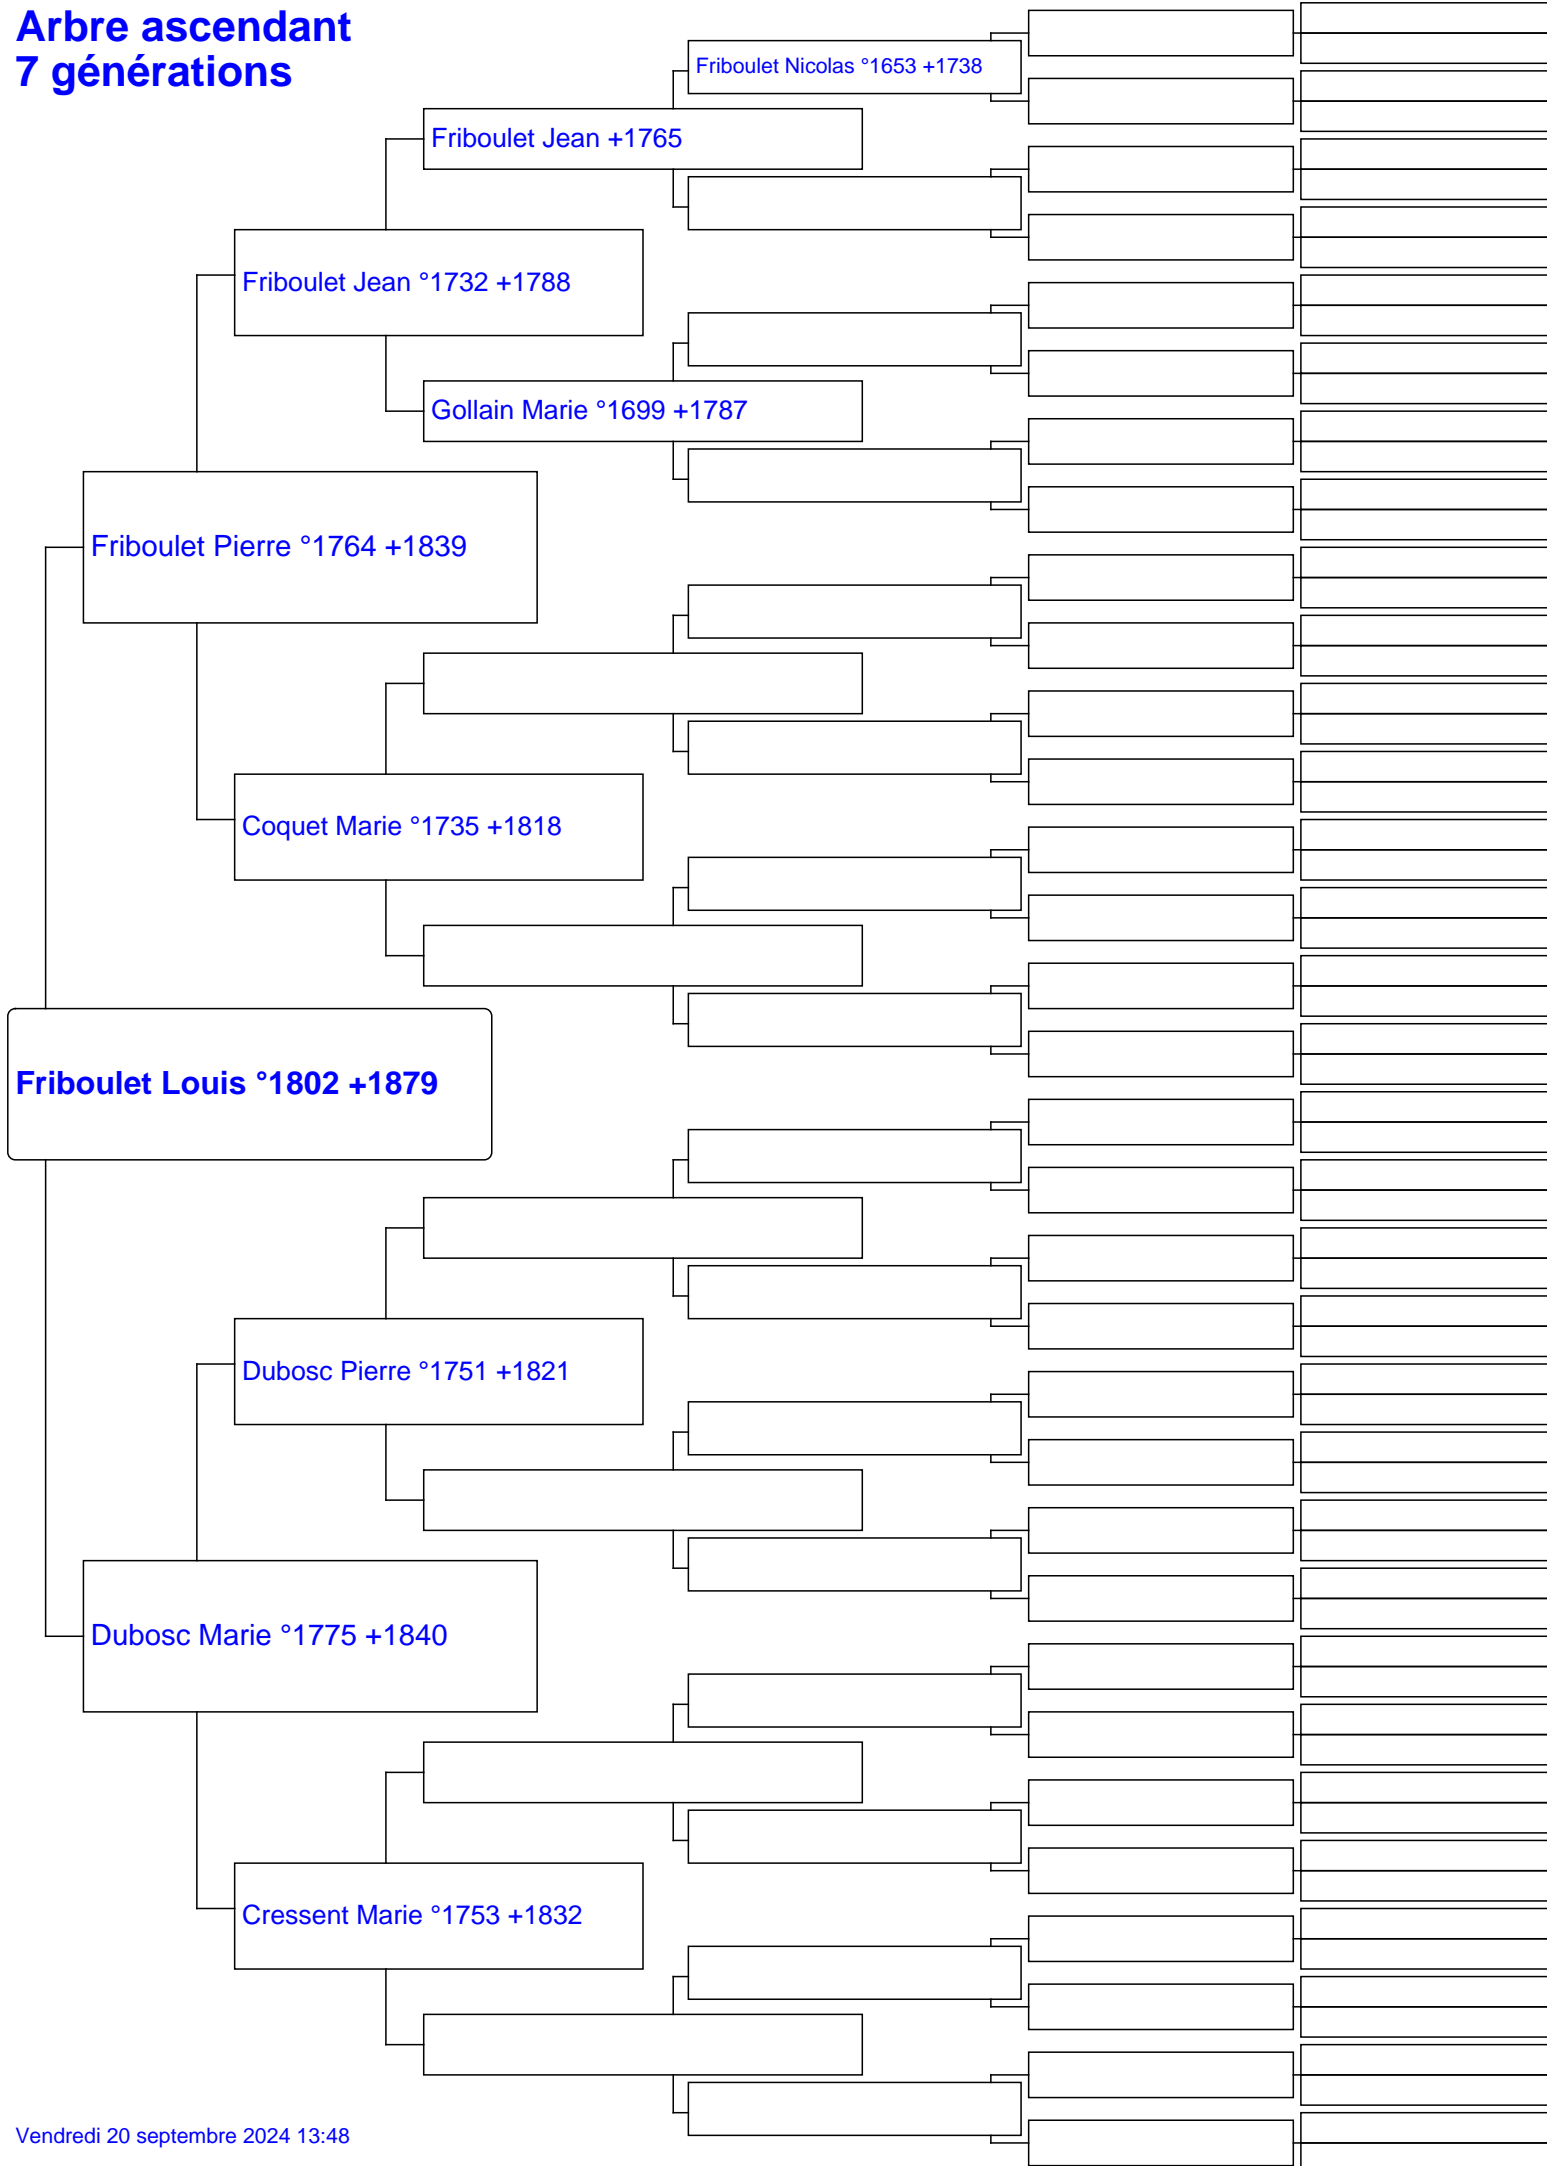 Arbre ascendant
7 générations
Friboulet Nicolas °1653 +1738
Friboulet Jean +1765
Friboulet Jean °1732 +1788
Gollain Marie °1699 +1787
Friboulet Pierre °1764 +1839
Coquet Marie °1735 +1818
Friboulet Louis °1802 +1879
Dubosc Pierre °1751 +1821
Dubosc Marie °1775 +1840
Cressent Marie °1753 +1832
Vendredi 20 septembre 2024 13:48